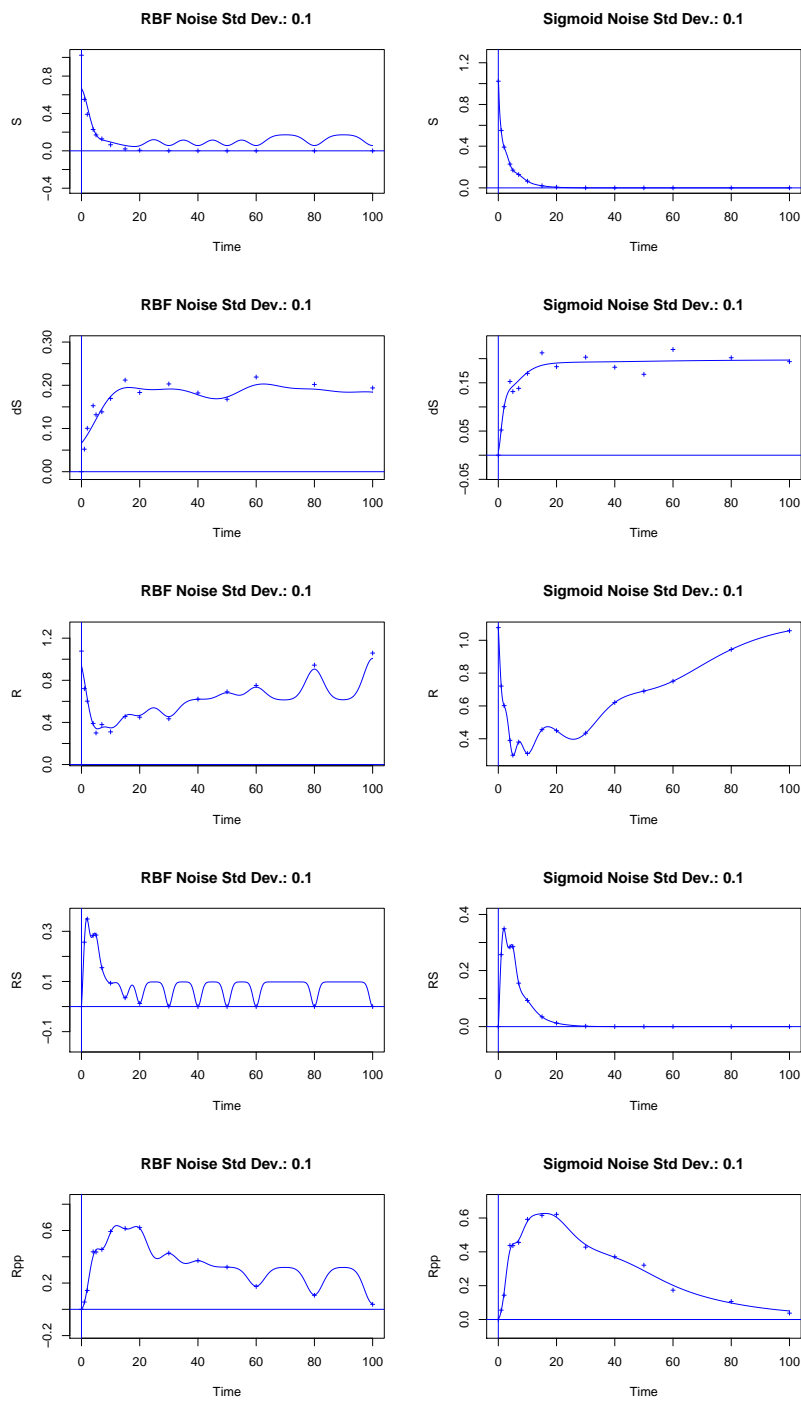 RBF Noise Std Dev.: 0.1
S
−0.4 0.0 0.4 0.8
0 20 40 60 80 100
Time
Sigmoid Noise Std Dev.: 0.1
S
0.0 0.4 0.8 1.2
0 20 40 60 80 100
Time
RBF Noise Std Dev.: 0.1
dS
0.00 0.10 0.20 0.30
0 20 40 60 80 100
Time
Sigmoid Noise Std Dev.: 0.1
dS
−0.05 0.05 0.15
0 20 40 60 80 100
Time
RBF Noise Std Dev.: 0.1
R
0.0 0.4 0.8 1.2
0 20 40 60 80 100
Time
Sigmoid Noise Std Dev.: 0.1
R
0.4 0.6 0.8 1.0
0 20 40 60 80 100
Time
RBF Noise Std Dev.: 0.1
RS
−0.1 0.1 0.3
0 20 40 60 80 100
Time
Sigmoid Noise Std Dev.: 0.1
RS
0.0 0.2 0.4
0 20 40 60 80 100
Time
RBF Noise Std Dev.: 0.1
Rpp
−0.2 0.2 0.6
0 20 40 60 80 100
Time
Sigmoid Noise Std Dev.: 0.1
Rpp
0.0 0.2 0.4 0.6
0 20 40 60 80 100
Time